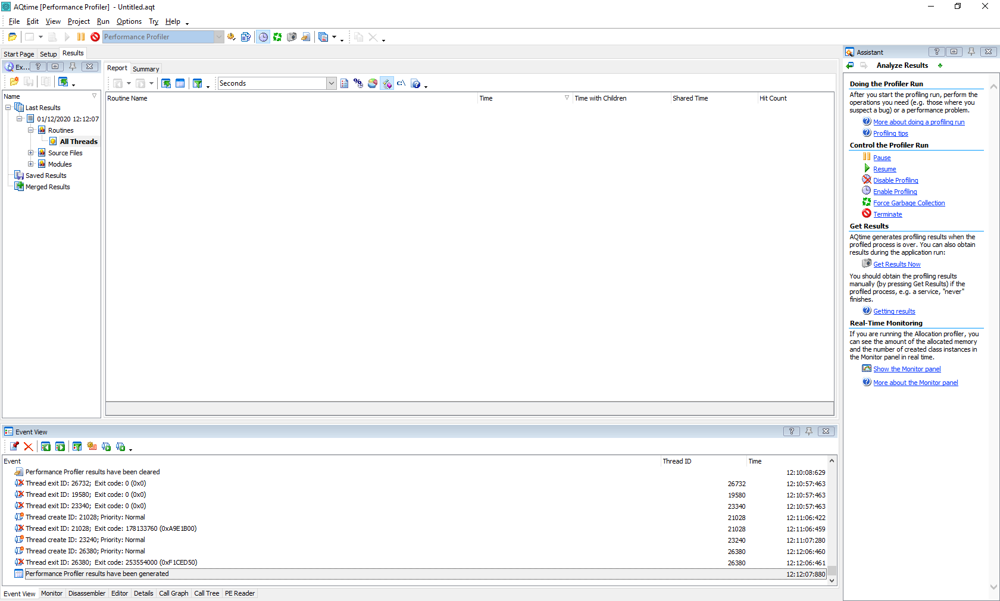 AQtime [Performance Profiler]  - Untitled.aqt
File Edit View Project Run Options Try Help
Performance Profiler
Start Page Setup Results
Ex...
Name
Last Results
01/12/2020 12:12:07
Routines
All Threads
Source Files
Modules
Saved Results
Merged Results
Report Summary
Seconds
c:\
Routine Name Time Time with Children Shared Time Hit Count
Event View
Event Thread ID Time
Performance Profiler results have been cleared 12:10:08:629
Thread exit ID: 26732;  Exit code: 0 (0x0) 26732 12:10:57:463
Thread exit ID: 19580;  Exit code: 0 (0x0) 19580 12:10:57:463
Thread exit ID: 23340;  Exit code: 0 (0x0) 23340 12:10:57:463
Thread create ID: 21028; Priority: Normal 21028 12:11:06:422
Thread exit ID: 21028;  Exit code: 178133760 (0xA9E1B00) 21028 12:11:06:459
Thread create ID: 23240; Priority: Normal 23240 12:11:07:280
Thread create ID: 26380; Priority: Normal 26380 12:12:06:460
Thread exit ID: 26380;  Exit code: 253554000 (0xF1CED50) 26380 12:12:06:461
Performance Profiler results have been generated 12:12:07:880
Event View Monitor Disassembler Editor Details Call Graph Call Tree PE Reader
Assistant
Analyze Results
Doing the Profiler Run
After you start the profiling run, perform the
operations you need (e.g. those where you
suspect a bug) or a performance problem.
More about doing a profiling run
Profiling tips
Control the Profiler Run
Pause
Resume
Disable Profiling
Enable Profiling
Force Garbage Collection
Terminate
Get Results
AQtime generates profiling results when the
profiled process is over. You can also obtain
results during the application run:
Get Results Now
You should obtain the profiling results
manually (by pressing Get Results) if the
profiled process, e.g. a service, "never"
finishes.
Getting results
Real-Time Monitoring
If you are running the Allocation profiler, you
can see the amount of the allocated memory
and the number of created class instances in
the Monitor panel in real time.
Show the Monitor panel
More about the Monitor panel